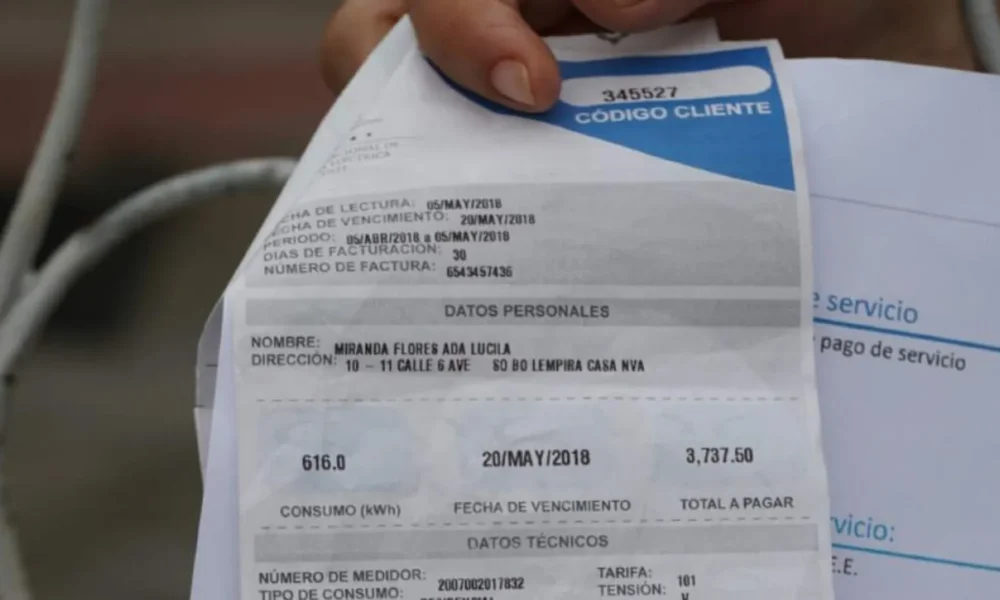 345527
CÓDIGO CLIENTE
FECHA DE LECTURA: 05/MAY/2018
FECHA DE VENCIMIENTO: 20/MAY/2018
PERIODO: 05/ABR/2018 a 05/MAY/2018
DIAS DE FACTURACIÓN: 30
NÚMERO DE FACTURA: 6543457436
DATOS PERSONALES
NOMBRE: MIRANDA FLORES ADA LUCILA
DIRECCIÓN: 10 - 11 CALLE 6 AVE SO BO LEMPIRA CASA NVA
616.0 20/MAY/2018 3,737.50
CONSUMO (kWh) FECHA DE VENCIMIENTO TOTAL A PAGAR
DATOS TÉCNICOS
NÚMERO DE MEDIDOR: 2007002017832 TARIFA: 101
TIPO DE CONSUMO: TENSIÓN:
e servicio
pago de servicio
vicio:
E.E.